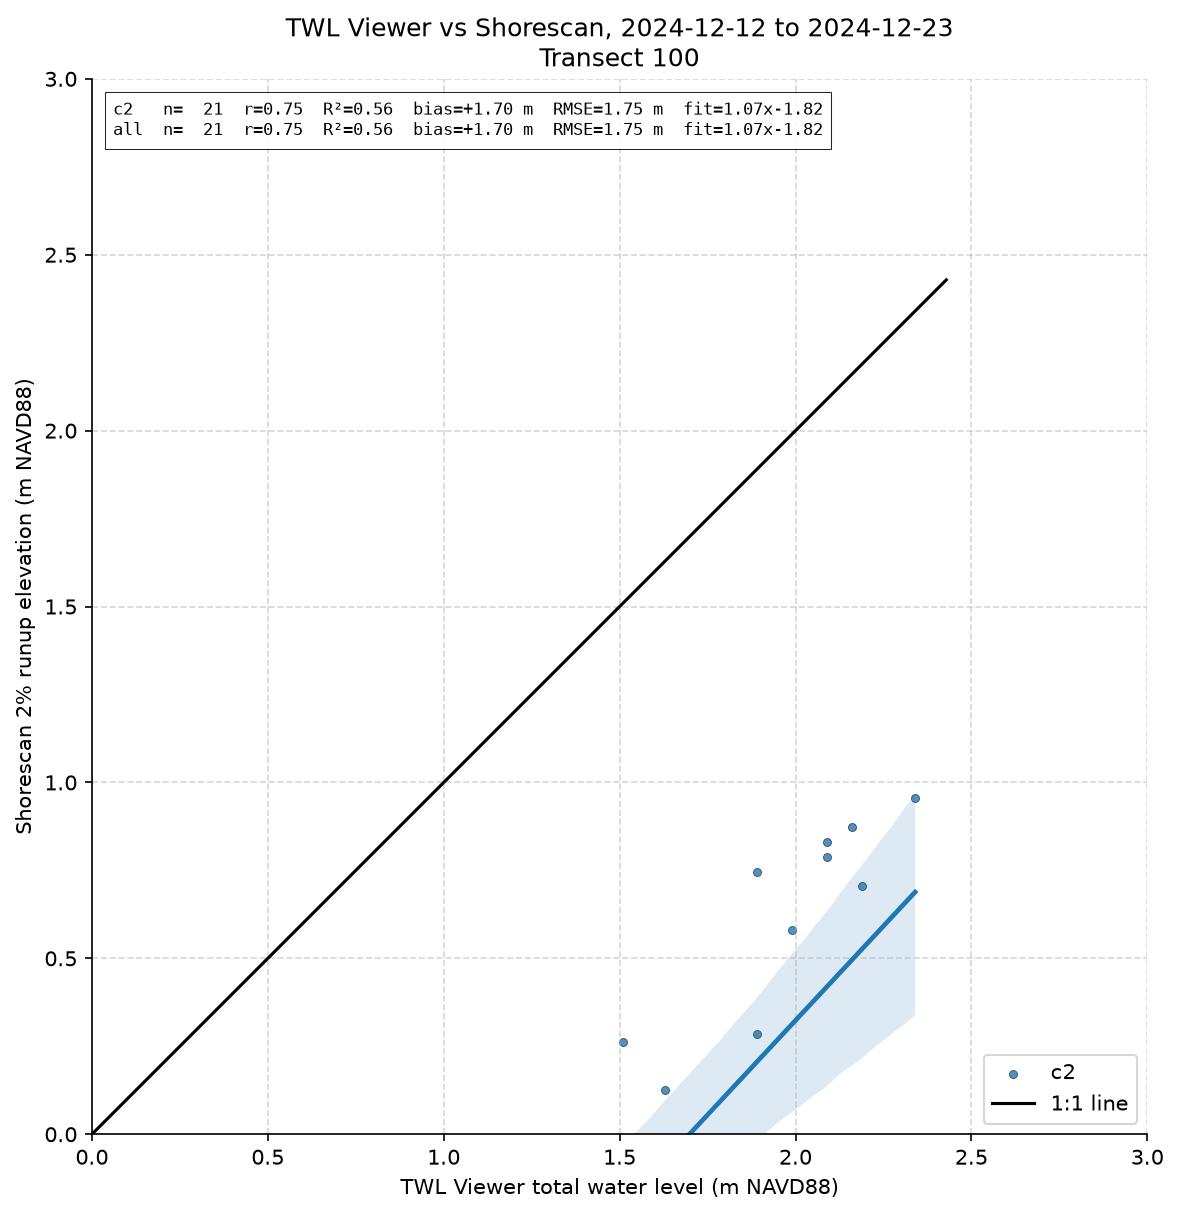 TWL Viewer vs Shorescan, 2024-12-12 to 2024-12-23
Transect 100
c2   n=  21  r=0.75  R²=0.56  bias=+1.70 m  RMSE=1.75 m  fit=1.07x-1.82
all  n=  21  r=0.75  R²=0.56  bias=+1.70 m  RMSE=1.75 m  fit=1.07x-1.82
3.0
2.5
2.0
1.5
1.0
0.5
0.0
Shorescan 2% runup elevation (m NAVD88)
c2
1:1 line
0.0 0.5 1.0 1.5 2.0 2.5 3.0
TWL Viewer total water level (m NAVD88)